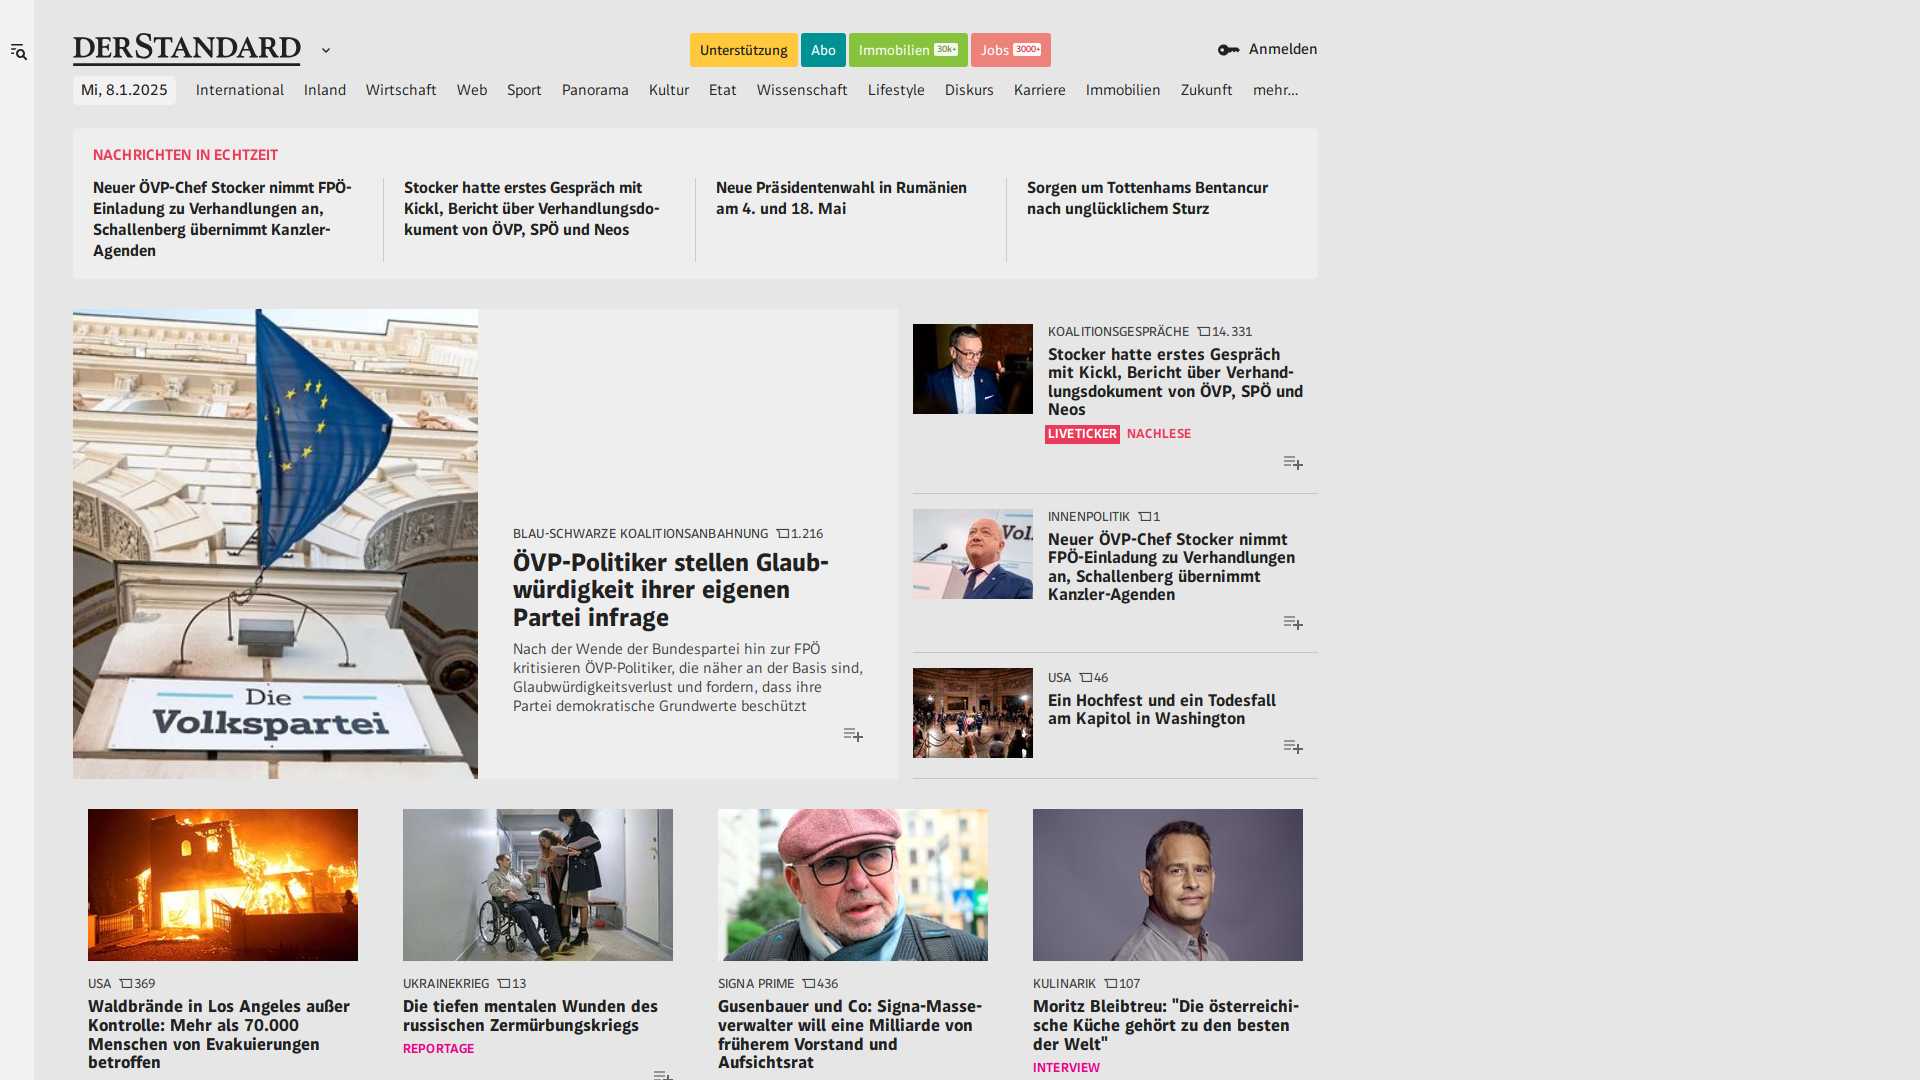 DERSTANDARD
Unterstützung
Abo
Immobilien 30k+
Jobs 3000+
Anmelden
Mi, 8.1.2025
International
Inland
Wirtschaft
Web
Sport
Panorama
Kultur
Etat
Wissenschaft
Lifestyle
Diskurs
Karriere
Immobilien
Zukunft
mehr...
NACHRICHTEN IN ECHTZEIT
Neuer ÖVP-Chef Stocker nimmt FPÖ-
Einladung zu Verhandlungen an,
Schallenberg übernimmt Kanzler-
Agenden
Stocker hatte erstes Gespräch mit
Kickl, Bericht über Verhandlungsdo-
kument von ÖVP, SPÖ und Neos
Neue Präsidentenwahl in Rumänien
am 4. und 18. Mai
Sorgen um Tottenhams Bentancur
nach unglücklichem Sturz
Die
Volkspartei
BLAU-SCHWARZE KOALITIONSANBAHNUNG 1.216
ÖVP-Politiker stellen Glaub-
würdigkeit ihrer eigenen
Partei infrage
Nach der Wende der Bundespartei hin zur FPÖ
kritisieren ÖVP-Politiker, die näher an der Basis sind,
Glaubwürdigkeitsverlust und fordern, dass ihre
Partei demokratische Grundwerte beschützt
KOALITIONSGESPRÄCHE 14.331
Stocker hatte erstes Gespräch
mit Kickl, Bericht über Verhand-
lungsdokument von ÖVP, SPÖ und
Neos
LIVETICKER NACHLESE
Vol
INNENPOLITIK 1
Neuer ÖVP-Chef Stocker nimmt
FPÖ-Einladung zu Verhandlungen
an, Schallenberg übernimmt
Kanzler-Agenden
USA 46
Ein Hochfest und ein Todesfall
am Kapitol in Washington
USA 369
Waldbrände in Los Angeles außer
Kontrolle: Mehr als 70.000
Menschen von Evakuierungen
betroffen
UKRAINEKRIEG 13
Die tiefen mentalen Wunden des
russischen Zermürbungskriegs
REPORTAGE
SIGNA PRIME 436
Gusenbauer und Co: Signa-Masse-
verwalter will eine Milliarde von
früherem Vorstand und
Aufsichtsrat
KULINARIK 107
Moritz Bleibtreu: "Die österreichi-
sche Küche gehört zu den besten
der Welt"
INTERVIEW